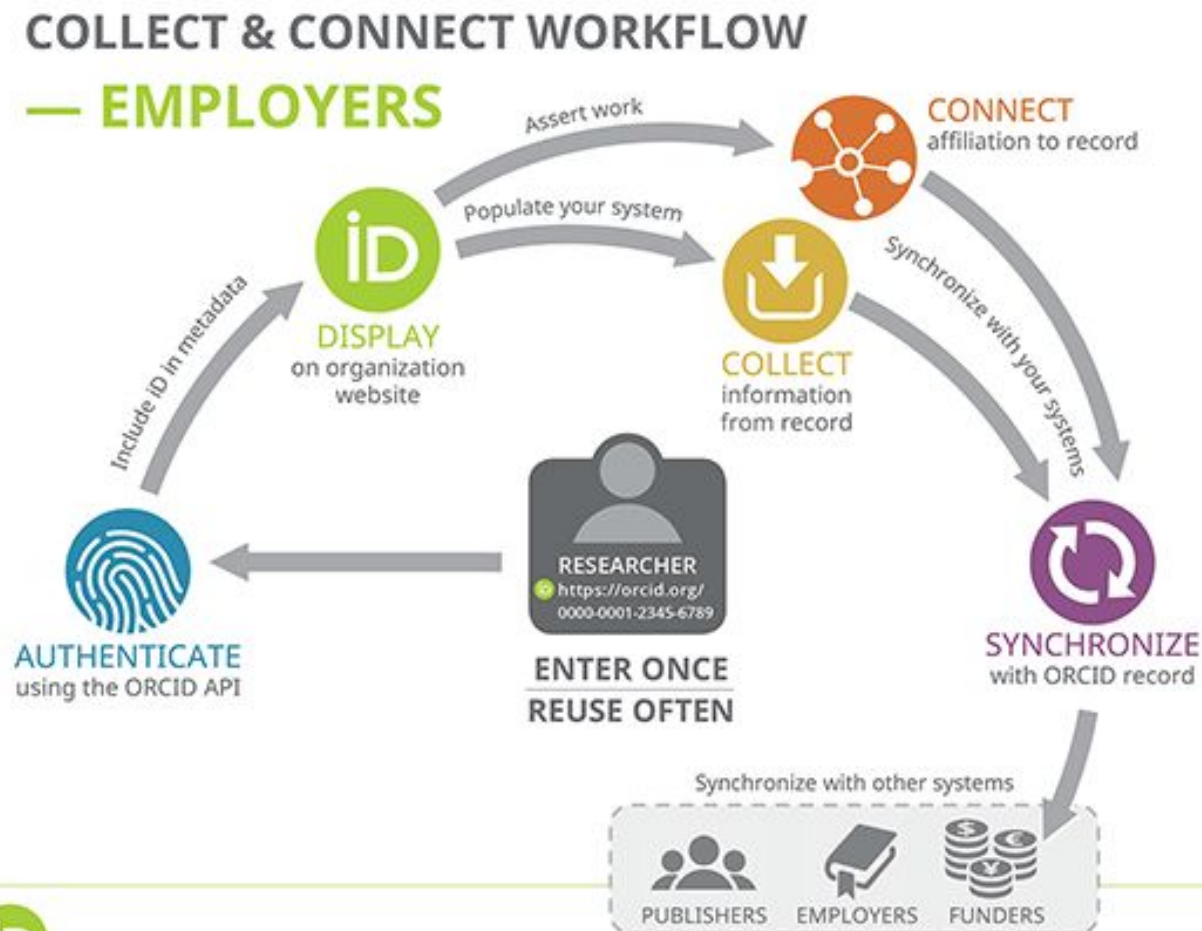 COLLECT & CONNECT WORKFLOW
— EMPLOYERS
Assert work
CONNECT
affiliation to record
Populate your system
iD
Synchronize with your systems
Include iD in metadata
DISPLAY
on organization
website
COLLECT
information
from record
RESEARCHER
iD https://orcid.org/
0000-0001-2345-6789
AUTHENTICATE
using the ORCID API
SYNCHRONIZE
with ORCID record
ENTER ONCE
REUSE OFTEN
Synchronize with other systems
$ € ¥
PUBLISHERS EMPLOYERS FUNDERS